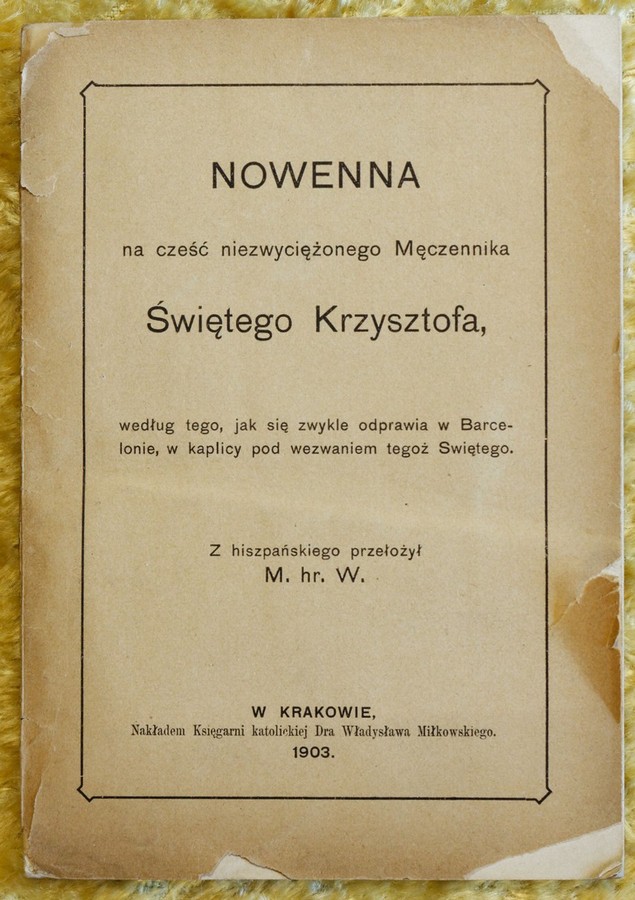 NOWENNA
na cześć niezwyciężonego Męczennika
Świętego Krzysztofa,
według tego, jak się zwykle odprawia w Barce-
lonie, w kaplicy pod wezwaniem tegoż Swiętego.
Z hiszpańskiego przełożył
M. hr. W.
W KRAKOWIE,
Nakładem Księgarni katolickiej Dra Władysława Miłkowskiego.
1903.